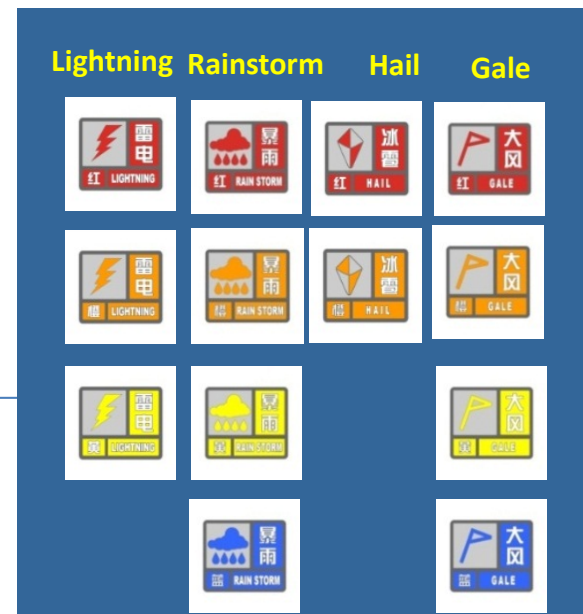 Lightning Rainstorm Hail Gale
雷电
红 LIGHTNING
暴雨
红 RAIN STORM
冰雹
红 HAIL
大风
红 GALE
雷电
橙 LIGHTNING
暴雨
橙 RAIN STORM
冰雹
橙 HAIL
大风
橙 GALE
雷电
黄 LIGHTNING
暴雨
黄 RAIN STORM
大风
黄 GALE
暴雨
蓝 RAIN STORM
大风
蓝 GALE